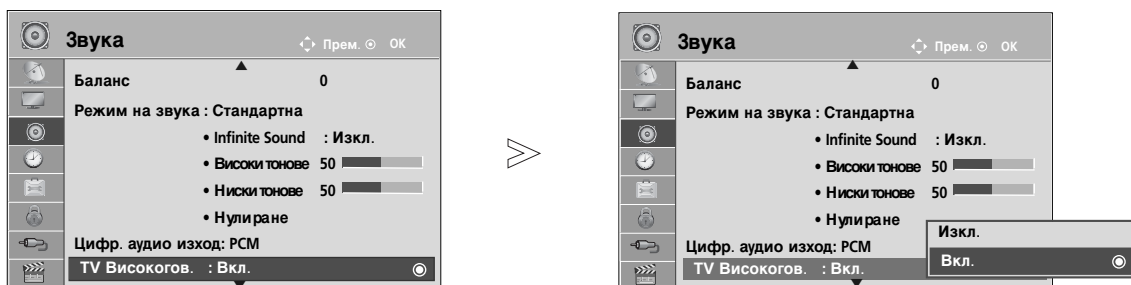 Звука
Прем. OK
Баланс 0
Режим на звука : Стандартна
• Infinite Sound : Изкл.
• Високи тонове 50
• Ниски тонове 50
• Нулиране
Цифр. аудио изход: PCM
TV Високогов. : Вкл.
Звука
Прем. OK
Баланс 0
Режим на звука : Стандартна
• Infinite Sound : Изкл.
• Високи тонове 50
• Ниски тонове 50
• Нулиране
Цифр. аудио изход: PCM
TV Високогов. : Вкл.
Изкл.
Вкл.